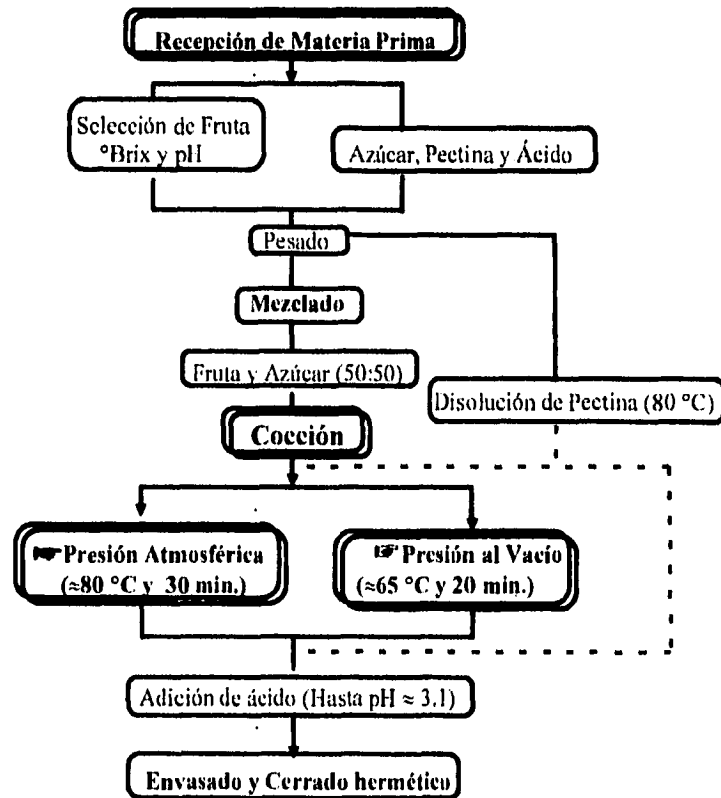 Recepción de Materia Prima
Selección de Fruta
°Brix y pH
Azúcar, Pectina y Ácido
Pesado
Mezclado
Fruta y Azúcar (50:50)
Disolución de Pectina (80 °C)
Cocción
☛Presión Atmosférica
(≈80 °C y 30 min.)
☞ Presión al Vacío
(≈65 °C y 20 min.)
Adición de ácido (Hasta pH ≈ 3.1)
Envasado y Cerrado hermético